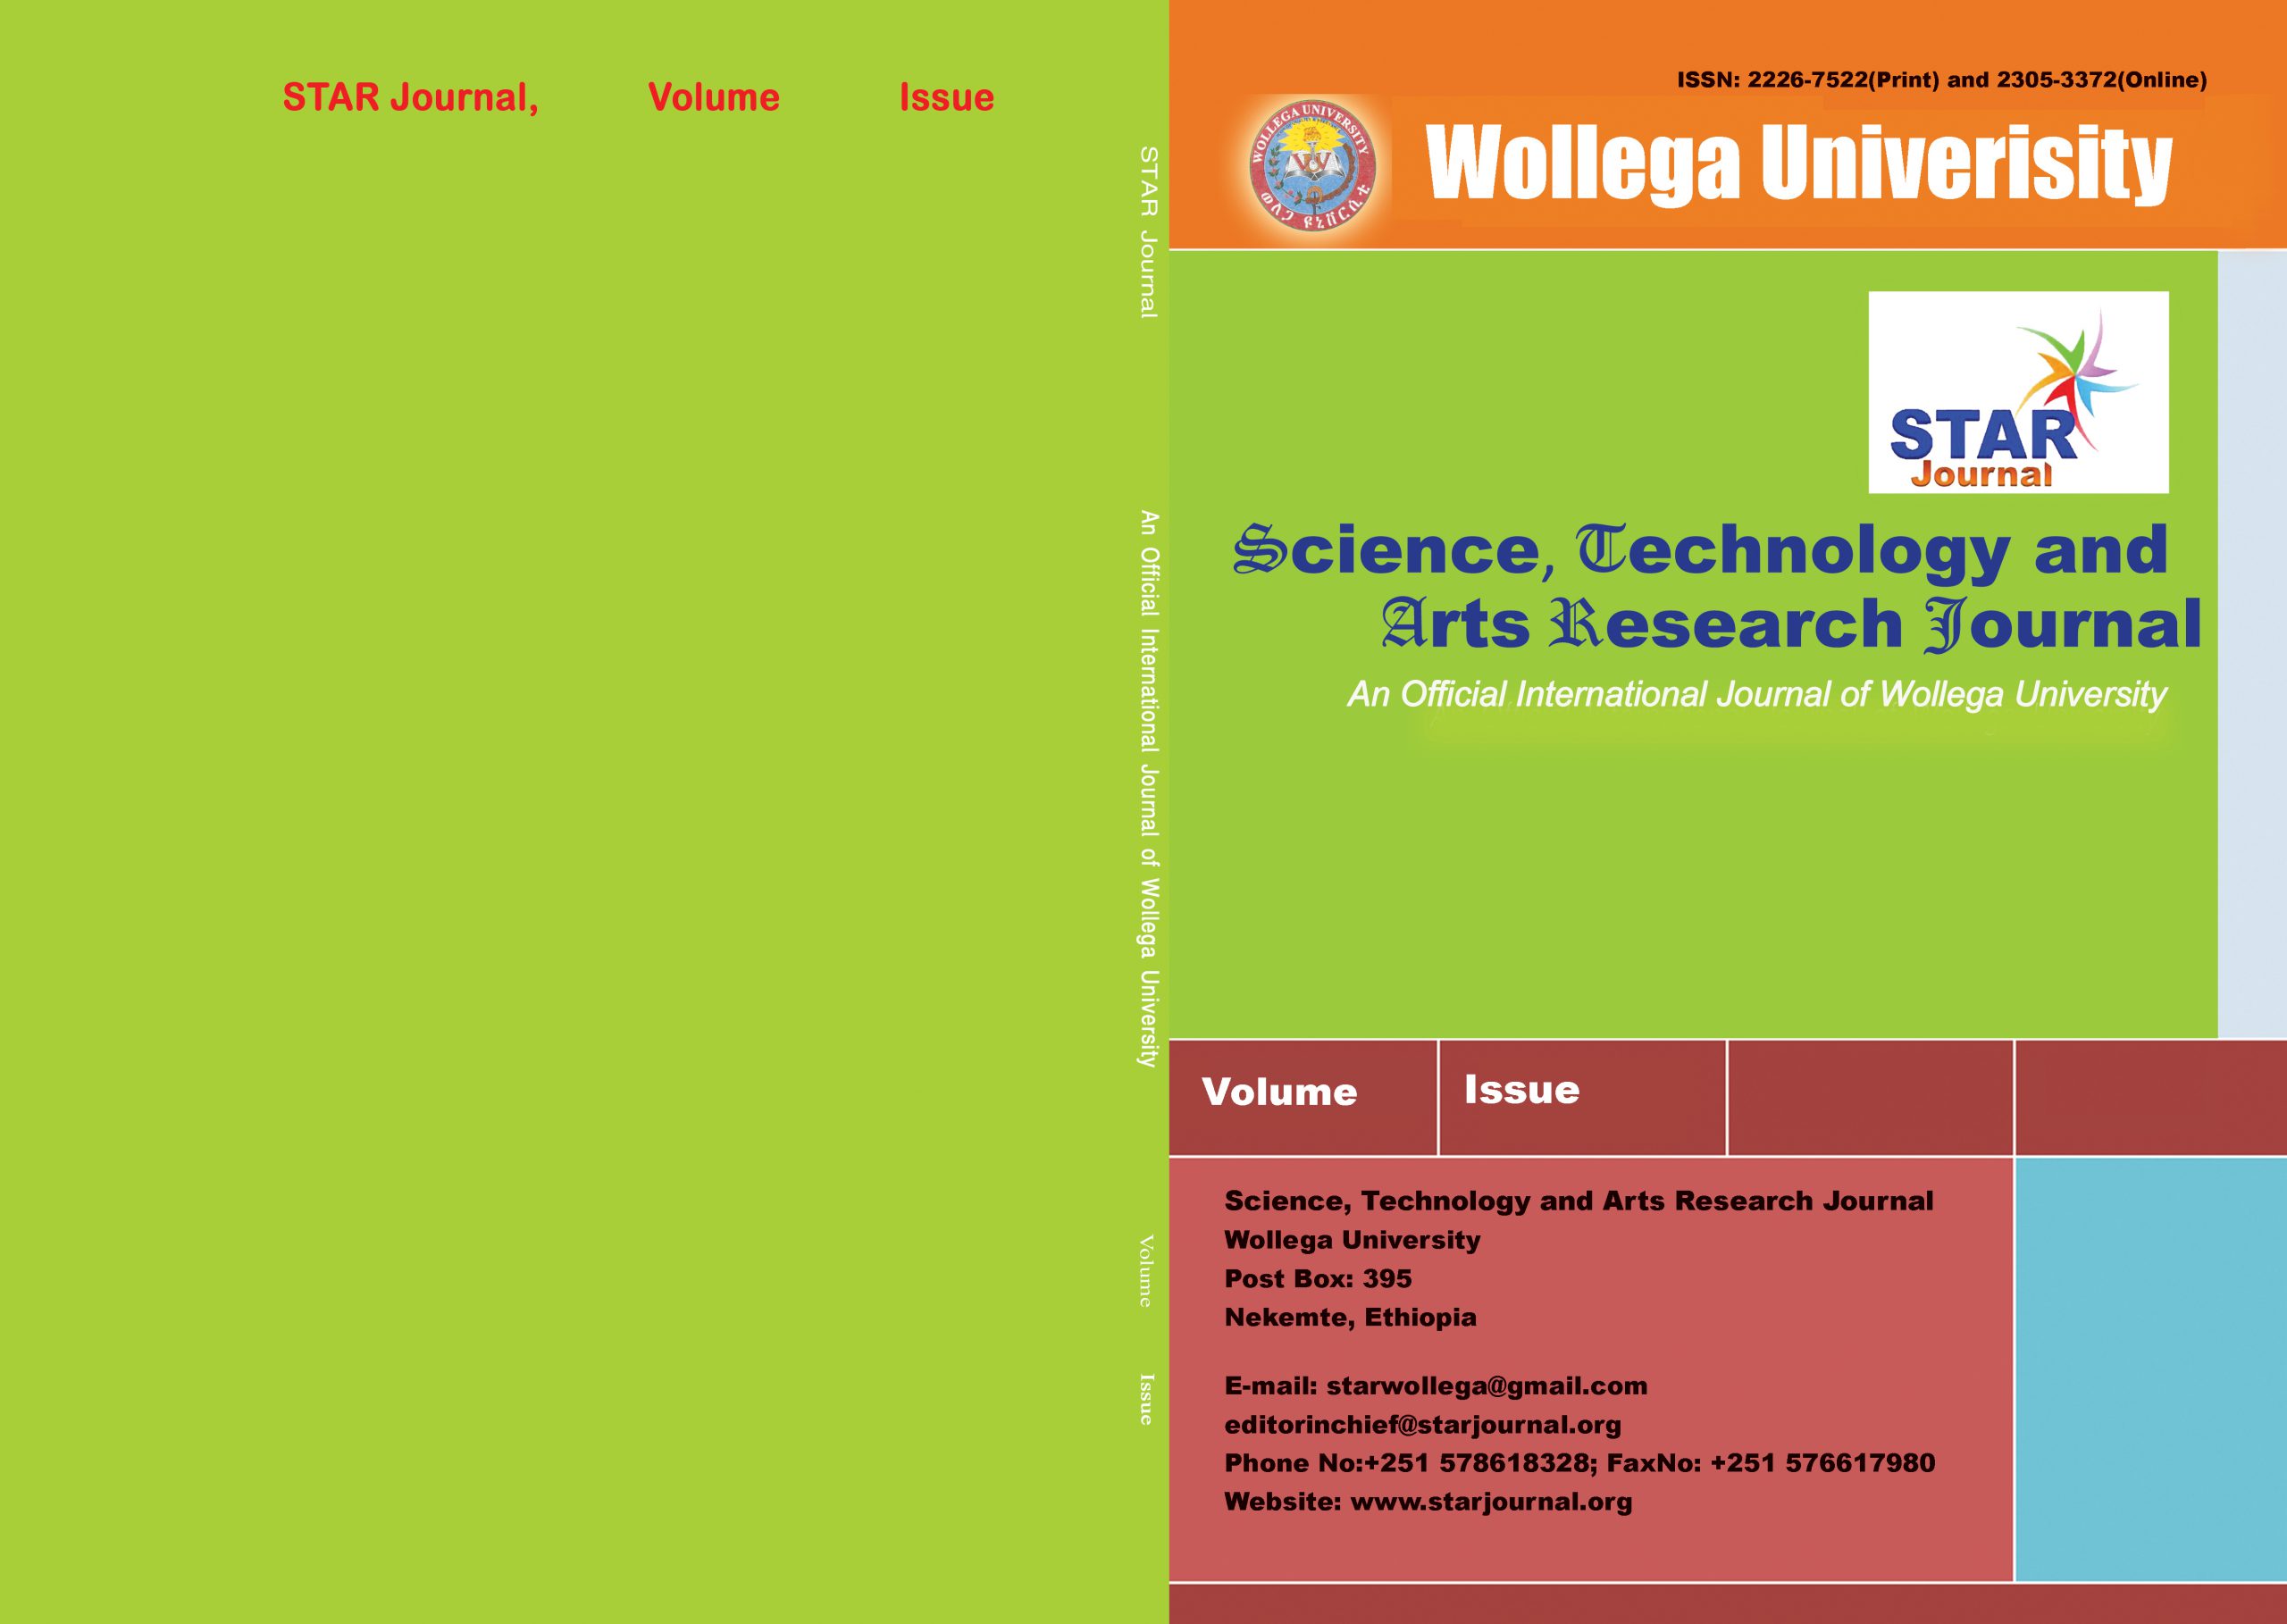 STAR Journal, Volume Issue
STAR Journal
An Official International Journal of Wollega University
Volume
Issue
ISSN: 2226-7522(Print) and 2305-3372(Online)
WOLLEGA UNIVERSITY
ወለጋ ዩኒቨርሲቲ
Wollega Univerisity
STAR
Journal
Science, Technology and
Arts Research Journal
An Official International Journal of Wollega University
Volume
Issue
Science, Technology and Arts Research Journal
Wollega University
Post Box: 395
Nekemte, Ethiopia
E-mail: starwollega@gmail.com
editorinchief@starjournal.org
Phone No:+251 578618328; FaxNo: +251 576617980
Website: www.starjournal.org